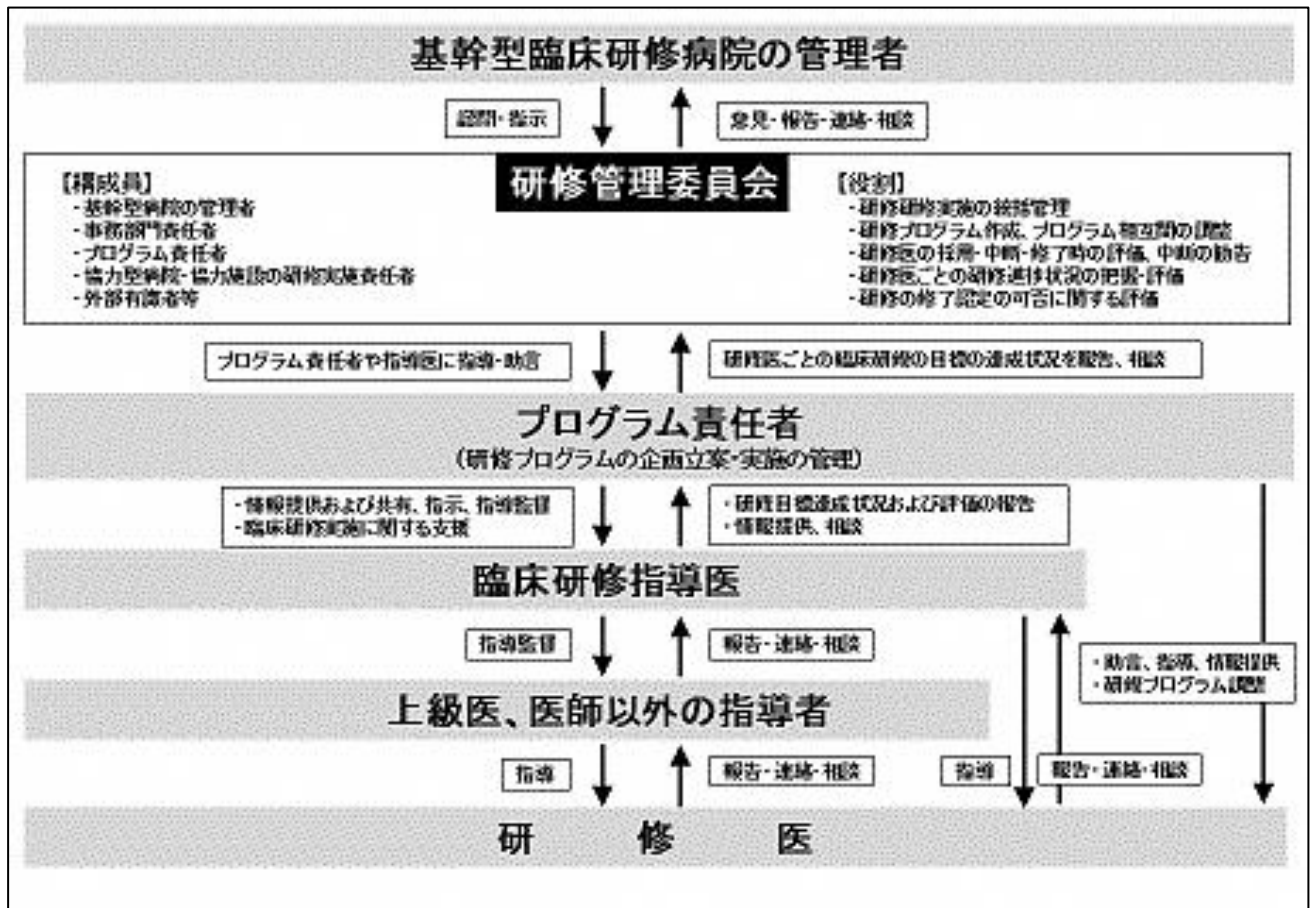 基幹型臨床研修病院の管理者
諮問・指示
意見・報告・連絡・相談
研修管理委員会
【構成員】
・基幹型病院の管理者
・事務部門責任者
・プログラム責任者
・協力型病院・協力施設の研修実施責任者
・外部有識者等
【役割】
・研修研修実施の統括管理
・研修プログラム作成、プログラム相互間の調整
・研修医の採用・中断・修了時の評価、中断の勧告
・研修医ごとの研修進捗状況の把握・評価
・研修の修了認定の可否に関する評価
プログラム責任者や指導医に指導・助言
研修医ごとの臨床研修の目標の達成状況を報告、相談
プログラム責任者
(研修プログラムの企画立案・実施の管理)
・情報提供および共有、指示、指導監督
・臨床研修実施に関する支援
・研修目標達成状況および評価の報告
・情報提供、相談
臨床研修指導医
指導監督
報告・連絡・相談
・助言、指導、情報提供
・研修プログラム調整
上級医、医師以外の指導者
指導
報告・連絡・相談
指導
報告・連絡・相談
研 修 医